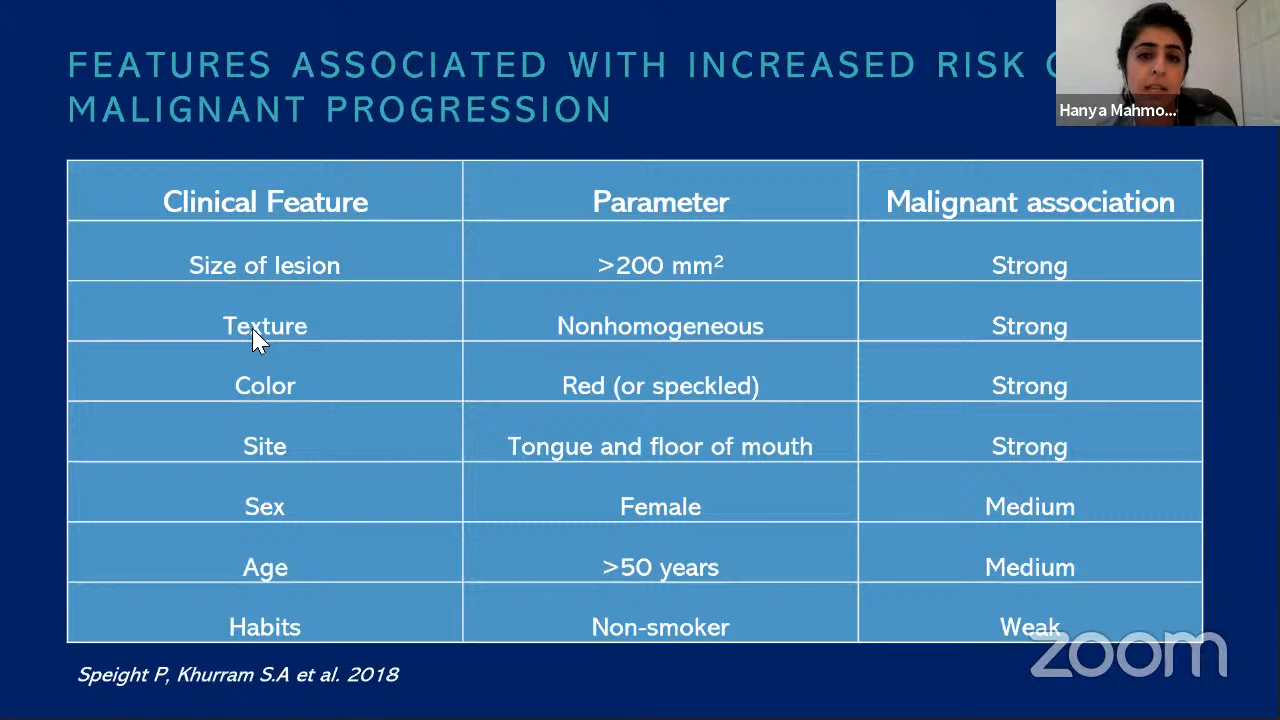 FEATURES ASSOCIATED WITH INCREASED RISK
MALIGNANT PROGRESSION
Hanya Mahmo...
Clinical Feature Parameter Malignant association
Size of lesion >200 mm² Strong
Texture Nonhomogeneous Strong
Color Red (or speckled) Strong
Site Tongue and floor of mouth Strong
Sex Female Medium
Age >50 years Medium
Habits Non-smoker Weak
zoom
Speight P, Khurram S.A et al. 2018